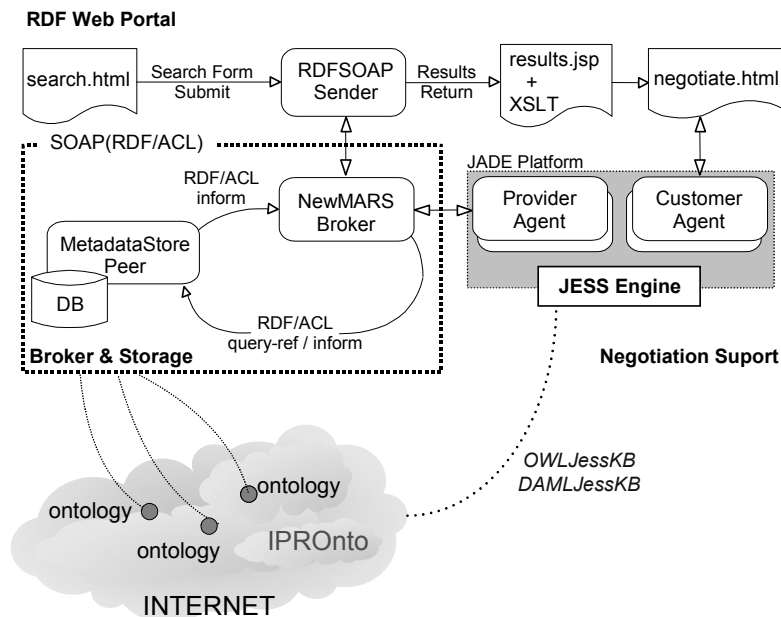 RDF Web Portal
search.html
Search Form
Submit
RDFSOAP
Sender
Results
Return
results.jsp
+
XSLT
negotiate.html
SOAP(RDF/ACL)
JADE Platform
RDF/ACL
inform
NewMARS
Broker
Provider
Agent
Customer
Agent
MetadataStore
Peer
DB
JESS Engine
RDF/ACL
query-ref / inform
Broker & Storage
Negotiation Suport
OWLJessKB
DAMLJessKB
ontology
ontology
ontology
IPROnto
INTERNET